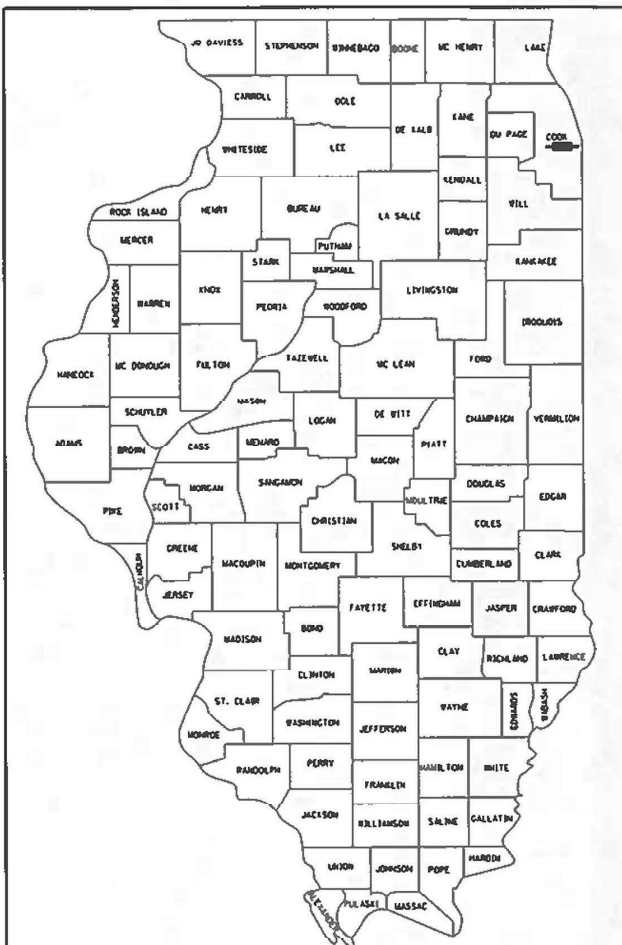 JO DAVIESS
STEPHENSON
WINNEBAGO
BOONE
MC HENRY
LAKE
CARROLL
OGLE
DE KALB
KANE
DU PAGE
COOK
WHITESIDE
LEE
KENDALL
WILL
ROCK ISLAND
HENRY
BUREAU
LA SALLE
GRUNDY
MERCER
PUTNAM
STARK
MARSHALL
KANKAKEE
HENDERSON
WARREN
KNOX
PEORIA
WOODFORD
LIVINGSTON
IROQUOIS
HANCOCK
MC DONOUGH
FULTON
TAZEWELL
MC LEAN
FORD
MASON
SCHUYLER
LOGAN
DE WITT
CHAMPAIGN
VERMILION
ADAMS
BROWN
CASS
MENARD
PIATT
MACON
MORGAN
SANGAMON
DOUGLAS
PIKE
SCOTT
MOULTRIE
EDGAR
CHRISTIAN
COLES
GREENE
SHELBY
CLARK
CALHOUN
MACOUPIN
MONTGOMERY
CUMBERLAND
JERSEY
FAYETTE
EFFINGHAM
JASPER
CRAWFORD
MADISON
BOND
CLAY
RICHLAND
LAWRENCE
CLINTON
MARION
ST. CLAIR
WAYNE
EDWARDS
WABASH
WASHINGTON
JEFFERSON
MONROE
RANDOLPH
PERRY
HAMILTON
WHITE
FRANKLIN
JACKSON
WILLIAMSON
SALINE
GALLATIN
UNION
JOHNSON
POPE
HARDIN
ALEXANDER
PULASKI
MASSAC